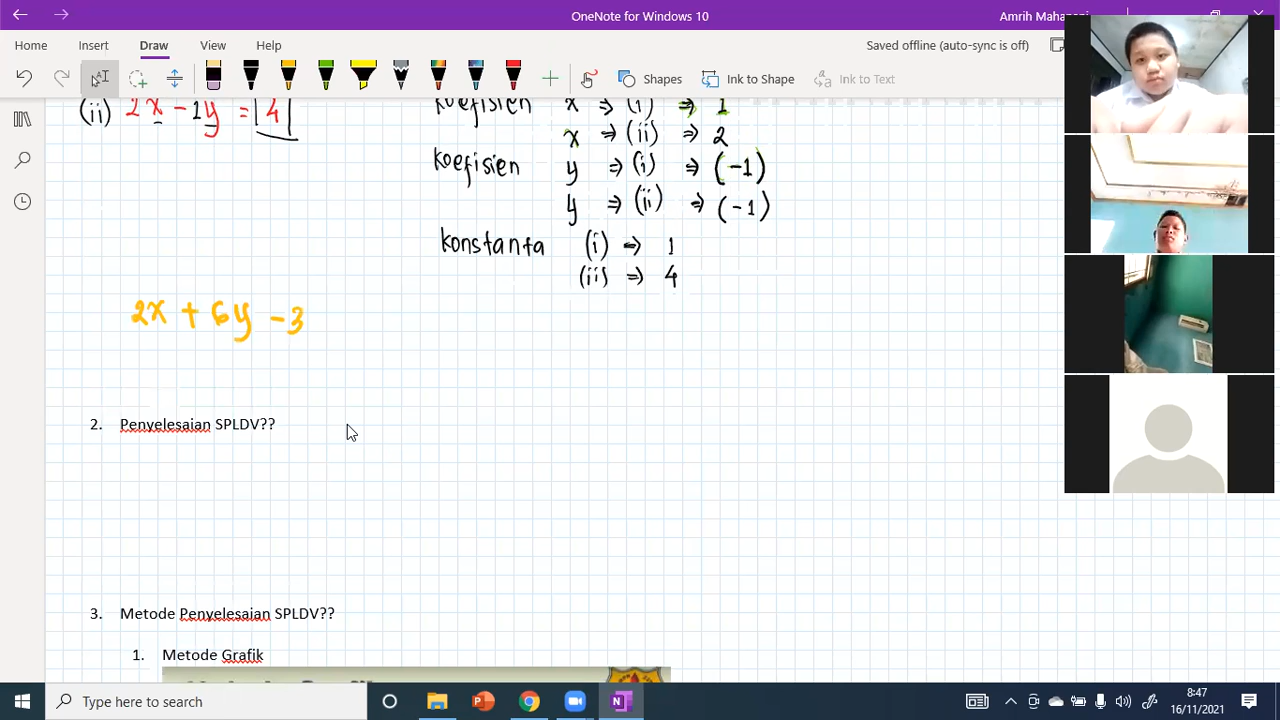 OneNote for Windows 10
Home Insert Draw View Help
Saved offline (auto-sync is off)
Shapes Ink to Shape Ink to Text
(ii) 2x - 1y = 4
koefisien x ⇒ (i) ⇒ 1
x ⇒ (ii) ⇒ 2
koefisien y ⇒ (i) ⇒ (-1)
y ⇒ (ii) ⇒ (-1)
konstanta (i) ⇒ 1
(ii) ⇒ 4
2x + 6y - 3
2. Penyelesaian SPLDV??
3. Metode Penyelesaian SPLDV??
1. Metode Grafik
Type here to search
8:47
16/11/2021